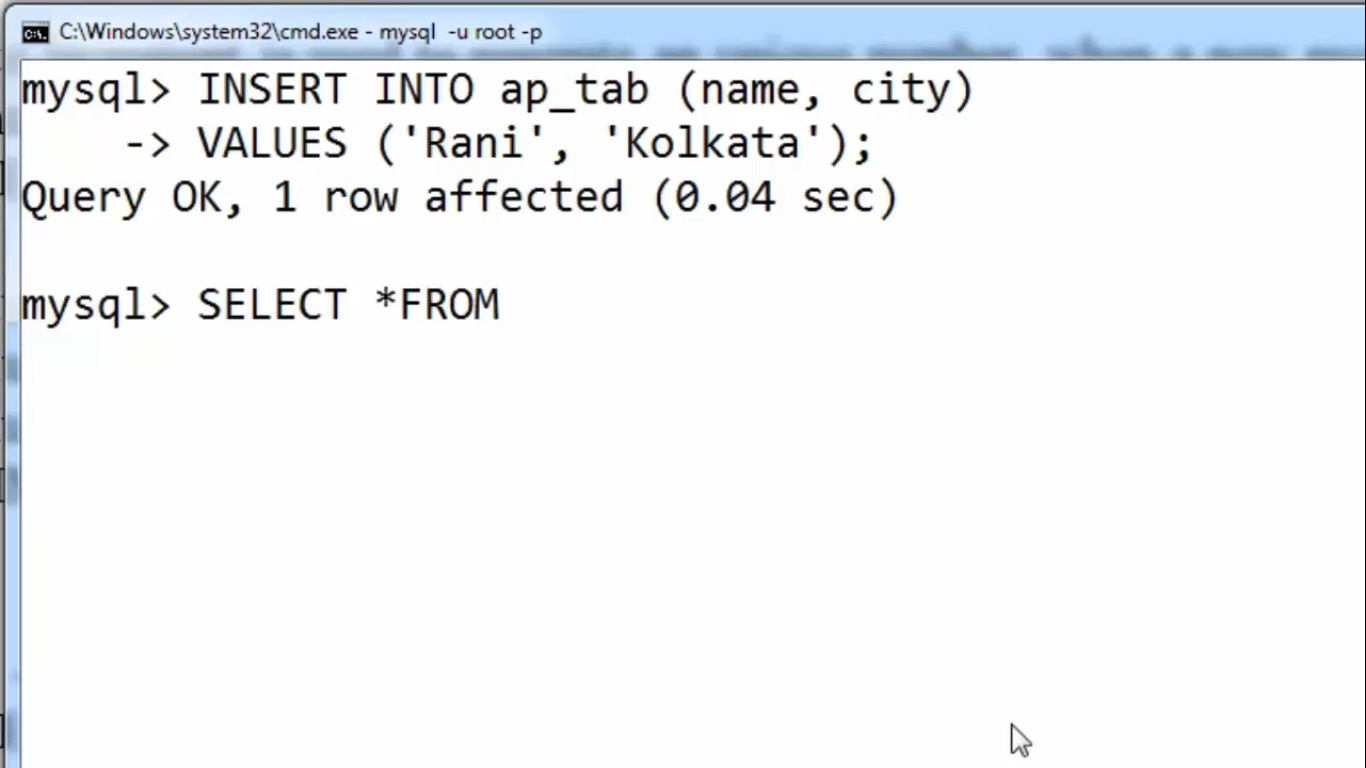 C:\Windows\system32\cmd.exe - mysql  -u root -p
mysql> INSERT INTO ap_tab (name, city)
    -> VALUES ('Rani', 'Kolkata');
Query OK, 1 row affected (0.04 sec)
mysql> SELECT *FROM